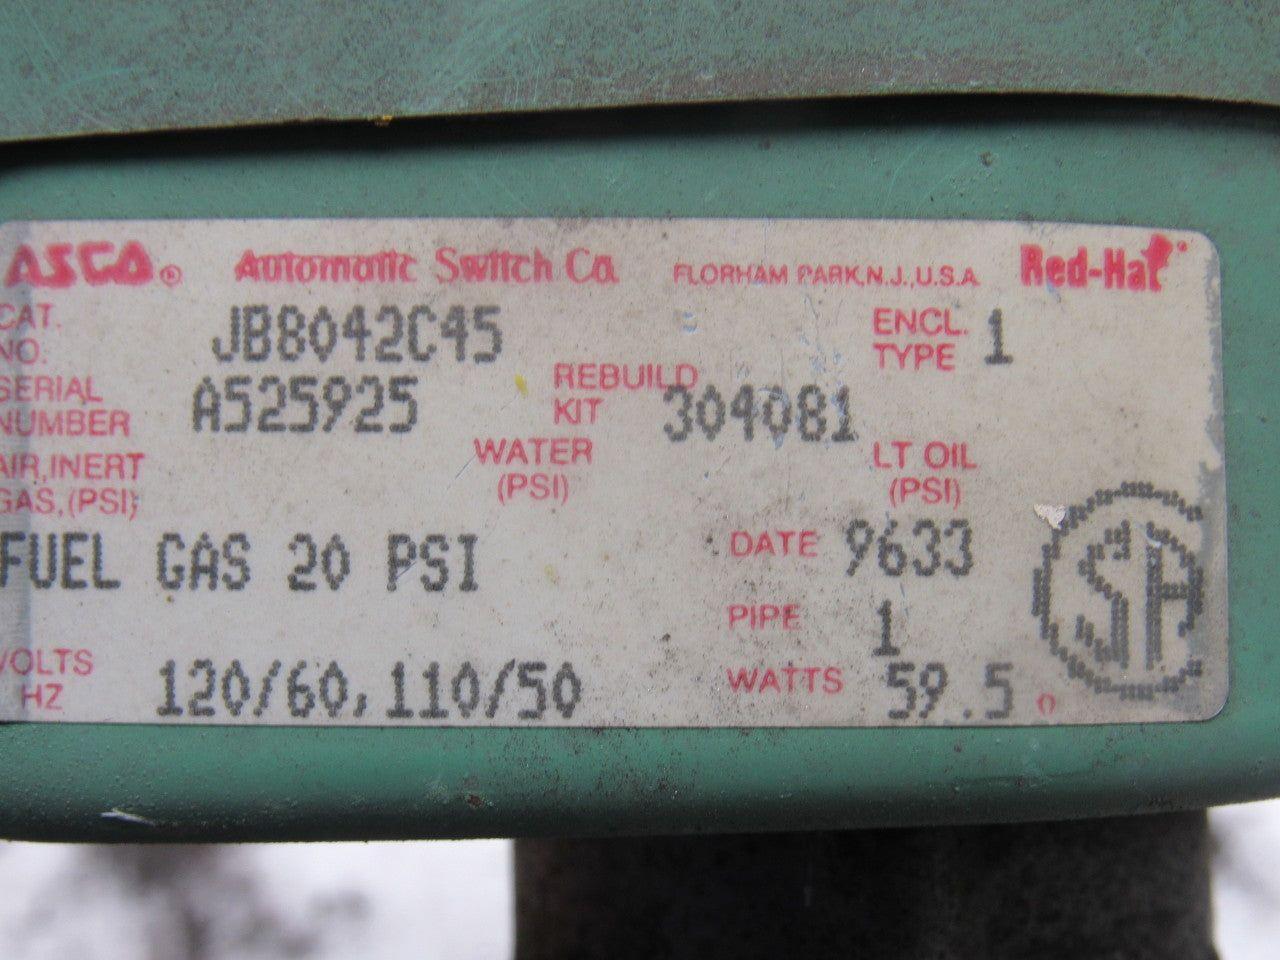 ASCO® Automatic Switch Co. FLORHAM PARK, N.J., U.S.A. Red-Hat®
CAT. NO. JB8042C45 ENCL. TYPE 1
SERIAL NUMBER A525925 REBUILD KIT 304081
AIR, INERT GAS, (PSI) WATER (PSI) LT OIL (PSI)
FUEL GAS 20 PSI DATE 9633
PIPE 1
VOLTS HZ 120/60, 110/50 WATTS 59.5
SA